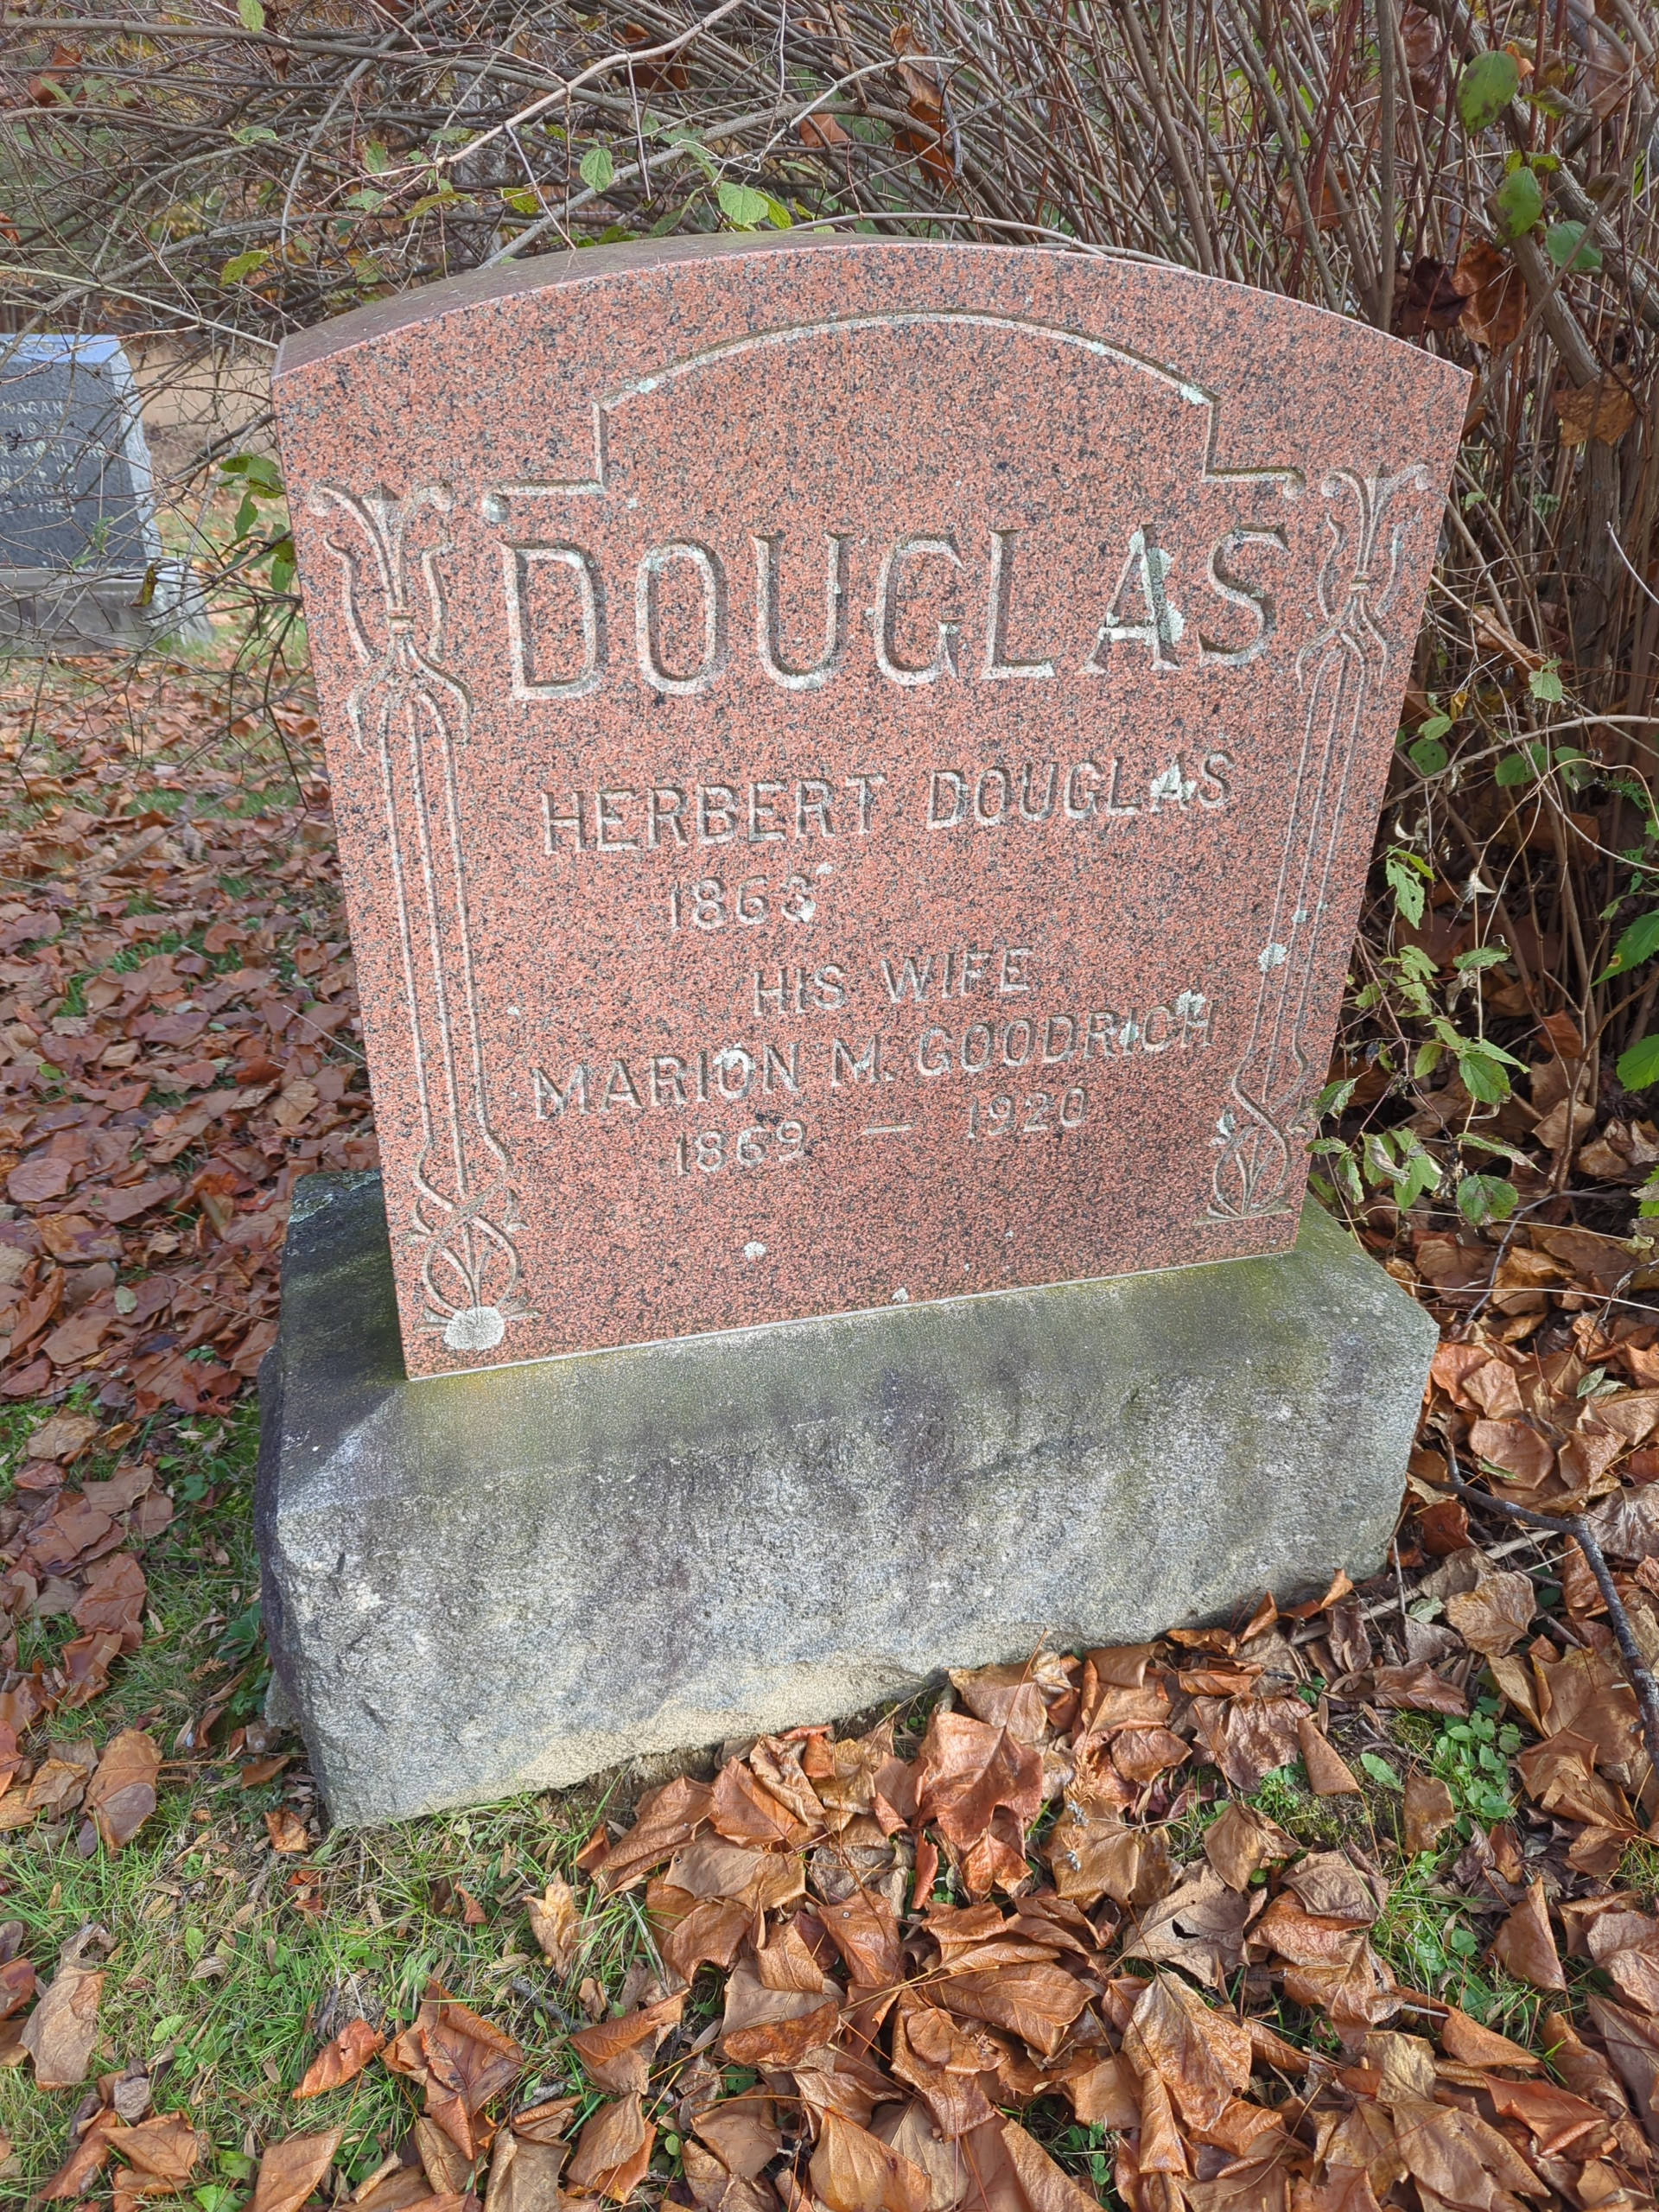 DOUGLAS
HERBERT DOUGLAS
1863
HIS WIFE
MARION M. GOODRICH
1869 — 1920